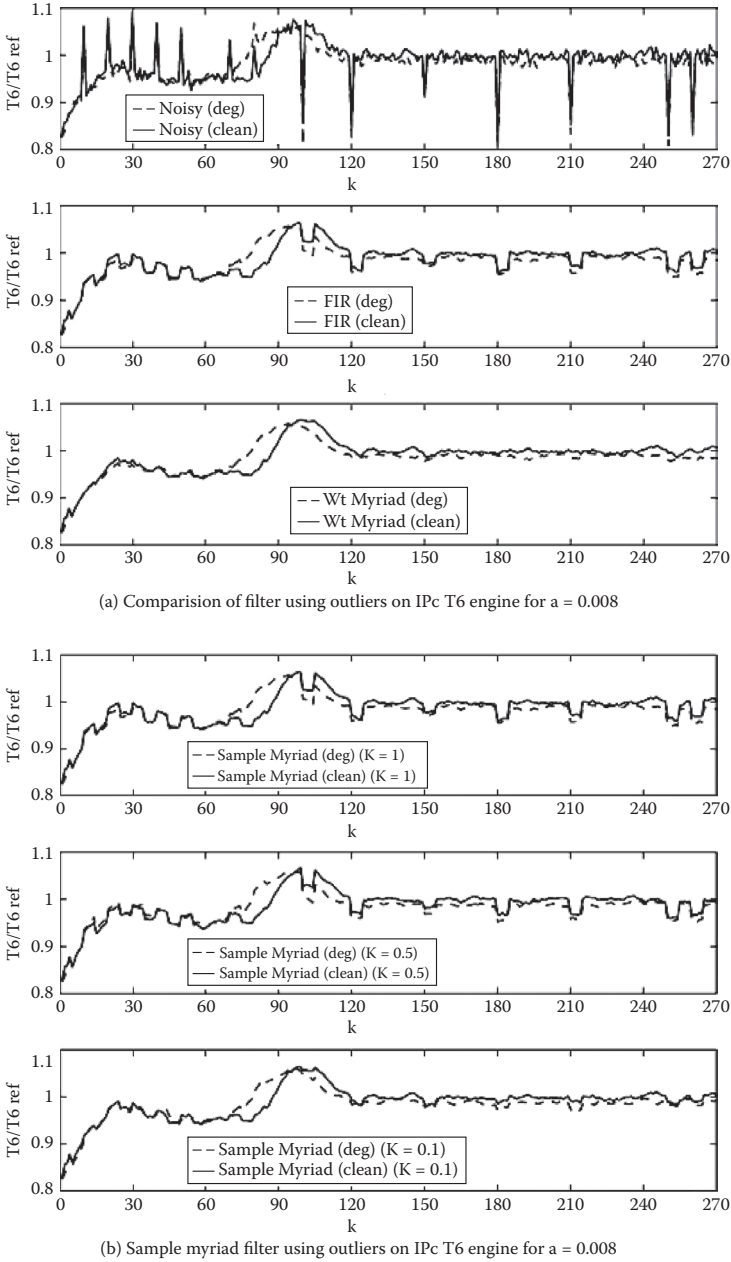 1.1
1
0.9
0.8
T6/T6 ref
Noisy (deg)
Noisy (clean)
0 30 60 90 120 150 180 210 240 270
k
1.1
1
0.9
0.8
T6/T6 ref
FIR (deg)
FIR (clean)
0 30 60 90 120 150 180 210 240 270
k
1.1
1
0.9
0.8
T6/T6 ref
Wt Myriad (deg)
Wt Myriad (clean)
0 30 60 90 120 150 180 210 240 270
k
(a) Comparision of filter using outliers on IPc T6 engine for a = 0.008
1.1
1
0.9
0.8
T6/T6 ref
Sample Myriad (deg) (K = 1)
Sample Myriad (clean) (K = 1)
0 30 60 90 120 150 180 210 240 270
k
1.1
1
0.9
0.8
T6/T6 ref
Sample Myriad (deg) (K = 0.5)
Sample Myriad (clean) (K = 0.5)
0 30 60 90 120 150 180 210 240 270
k
1.1
1
0.9
0.8
T6/T6 ref
Sample Myriad (deg) (K = 0.1)
Sample Myriad (clean) (K = 0.1)
0 30 60 90 120 150 180 210 240 270
k
(b) Sample myriad filter using outliers on IPc T6 engine for a = 0.008